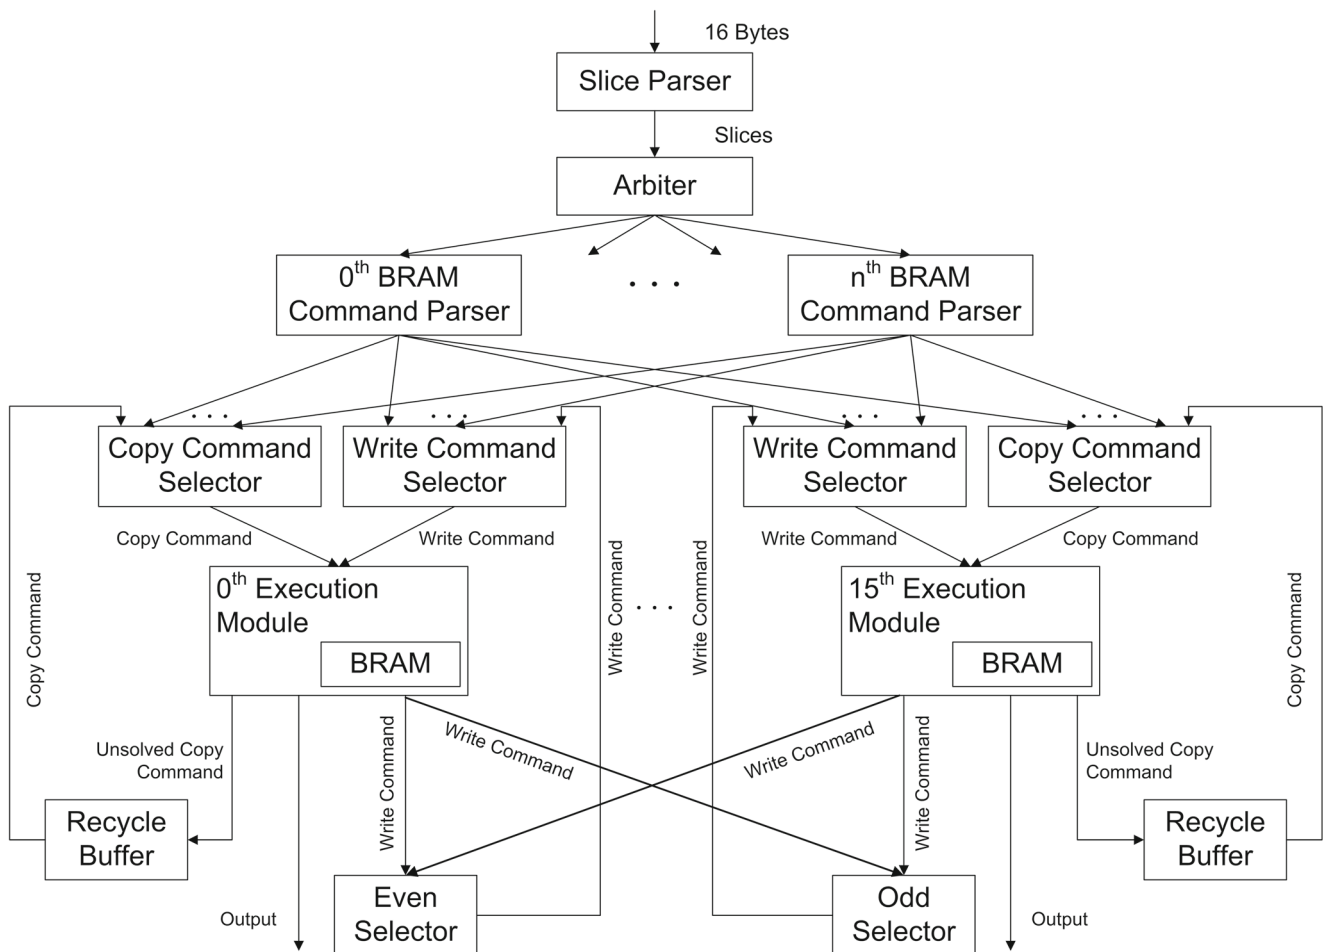 16 Bytes
Slice Parser
Slices
Arbiter
0th BRAM
Command Parser
. . .
nth BRAM
Command Parser
. . .
. . .
. . .
. . .
Copy Command
Selector
Write Command
Selector
Write Command
Selector
Copy Command
Selector
Copy Command
Write Command
Write Command
Copy Command
Copy Command
0th Execution
Module
BRAM
Write Command
. . .
Write Command
15th Execution
Module
BRAM
Copy Command
Unsolved Copy
Command
Write Command
Write Command
Write Command
Write Command
Unsolved Copy
Command
Recycle
Buffer
Recycle
Buffer
Output
Even
Selector
Odd
Selector
Output